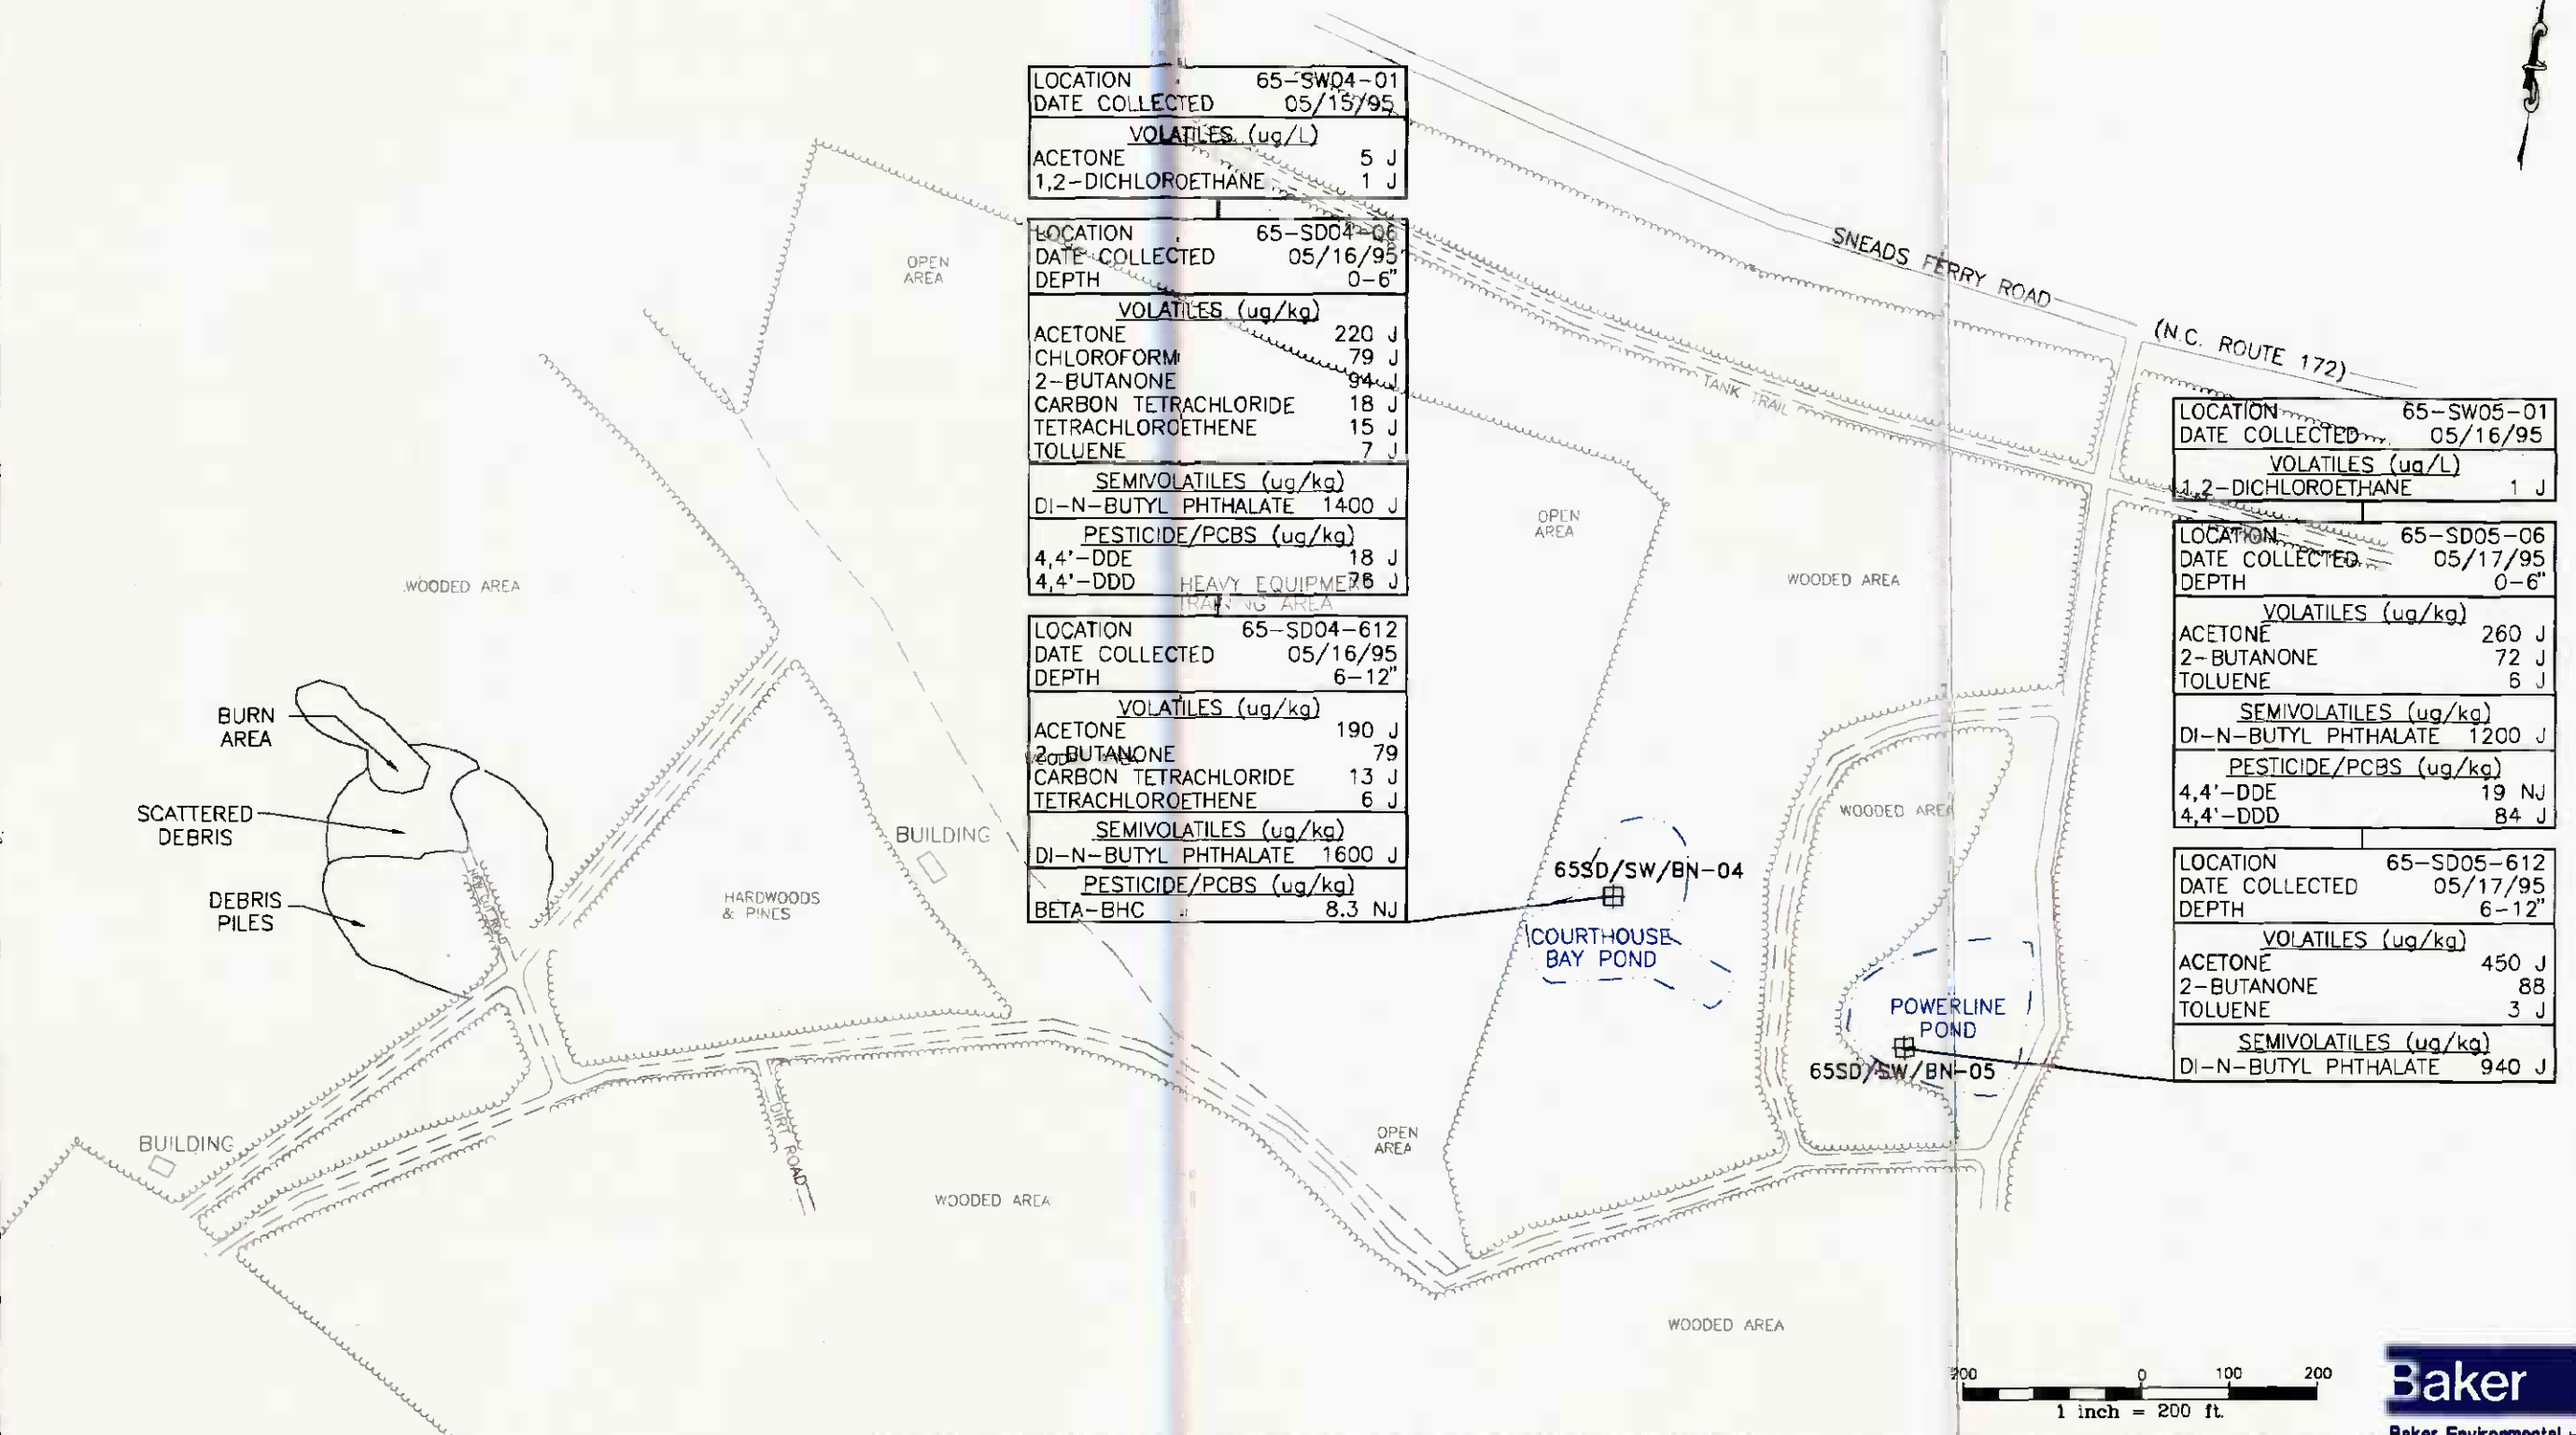 LOCATION 65-SW04-01
DATE COLLECTED 05/15/95
VOLATILES (ug/L)
ACETONE 5 J
1,2-DICHLOROETHANE 1 J
LOCATION 65-SD04-06
DATE COLLECTED 05/16/95
DEPTH 0-6"
VOLATILES (ug/kg)
ACETONE 220 J
CHLOROFORM 79 J
2-BUTANONE 94 J
CARBON TETRACHLORIDE 18 J
TETRACHLOROETHENE 15 J
TOLUENE 7 J
SEMIVOLATILES (ug/kg)
DI-N-BUTYL PHTHALATE 1400 J
PESTICIDE/PCBS (ug/kg)
4,4'-DDE 18 J
4,4'-DDD 76 J
HEAVY EQUIPMENT
TRAINING AREA
LOCATION 65-SD04-612
DATE COLLECTED 05/16/95
DEPTH 6-12"
VOLATILES (ug/kg)
ACETONE 190 J
2-BUTANONE 79
CARBON TETRACHLORIDE 13 J
TETRACHLOROETHENE 6 J
SEMIVOLATILES (ug/kg)
DI-N-BUTYL PHTHALATE 1600 J
PESTICIDE/PCBS (ug/kg)
BETA-BHC 8.3 NJ
SNEADS FERRY ROAD
(N.C. ROUTE 172)
TANK TRAIL
LOCATION 65-SW05-01
DATE COLLECTED 05/16/95
VOLATILES (ug/L)
1,2-DICHLOROETHANE 1 J
LOCATION 65-SD05-06
DATE COLLECTED 05/17/95
DEPTH 0-6"
VOLATILES (ug/kg)
ACETONE 260 J
2-BUTANONE 72 J
TOLUENE 6 J
SEMIVOLATILES (ug/kg)
DI-N-BUTYL PHTHALATE 1200 J
PESTICIDE/PCBS (ug/kg)
4,4'-DDE 19 NJ
4,4'-DDD 84 J
LOCATION 65-SD05-612
DATE COLLECTED 05/17/95
DEPTH 6-12"
VOLATILES (ug/kg)
ACETONE 450 J
2-BUTANONE 88
TOLUENE 3 J
SEMIVOLATILES (ug/kg)
DI-N-BUTYL PHTHALATE 940 J
OPEN
AREA
OPEN
AREA
WOODED AREA
WOODED AREA
BURN
AREA
SCATTERED
DEBRIS
DEBRIS
PILES
BUILDING
HARDWOODS
& PINES
WOODED AREA
65SD/SW/BN-04
COURTHOUSE
BAY POND
POWERLINE
POND
65SD/SW/BN-05
BUILDING
DIRT ROAD
OPEN
AREA
WOODED AREA
WOODED AREA
200 0 100 200
1 inch = 200 ft.
Baker
Baker Environmental